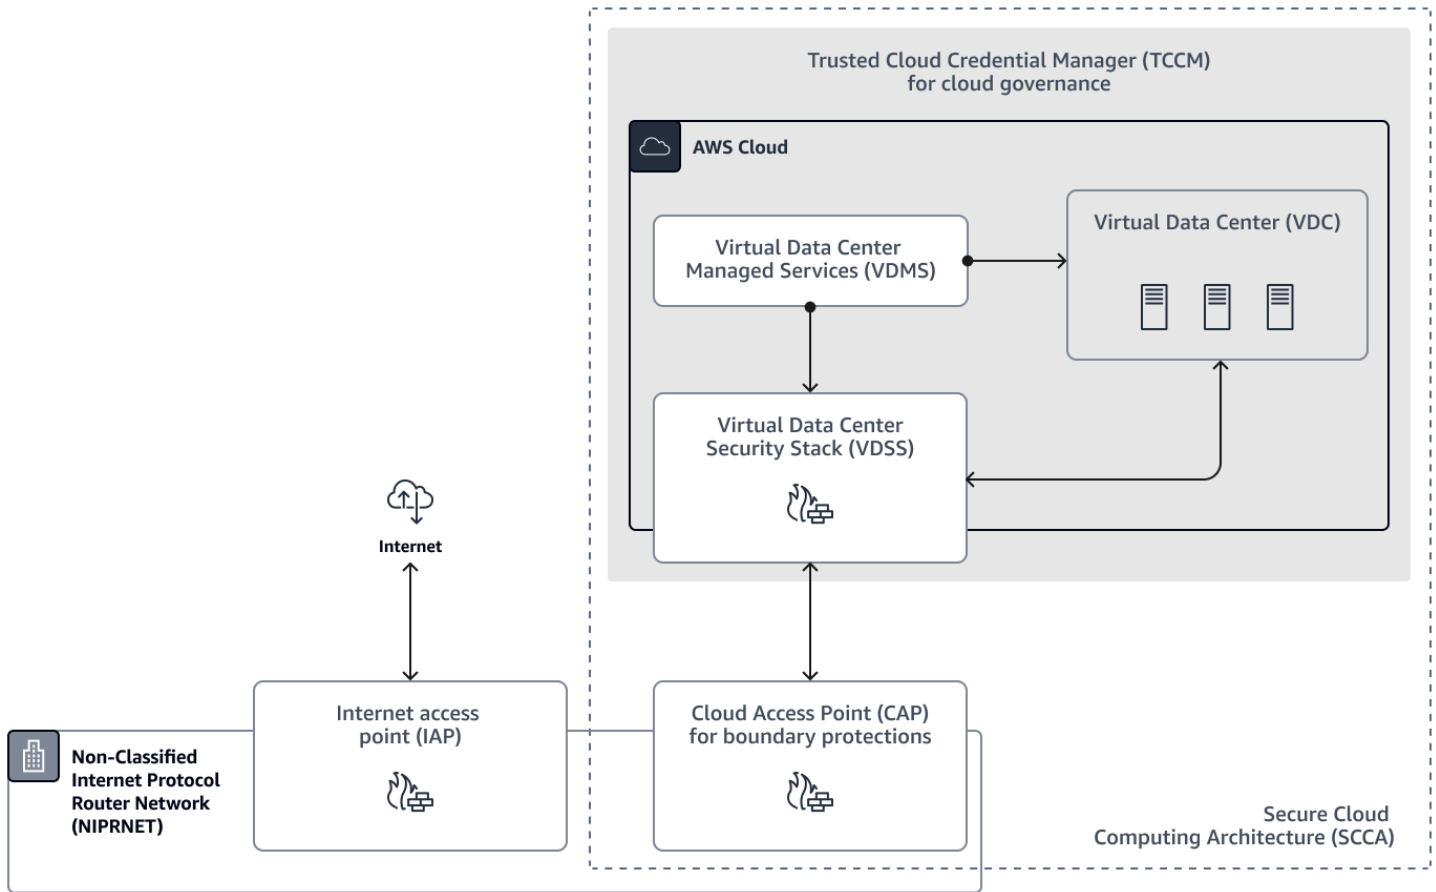 Trusted Cloud Credential Manager (TCCM)
for cloud governance
AWS Cloud
Virtual Data Center
Managed Services (VDMS)
Virtual Data Center (VDC)
Virtual Data Center
Security Stack (VDSS)
Internet
Internet access
point (IAP)
Cloud Access Point (CAP)
for boundary protections
Non-Classified
Internet Protocol
Router Network
(NIPRNET)
Secure Cloud
Computing Architecture (SCCA)